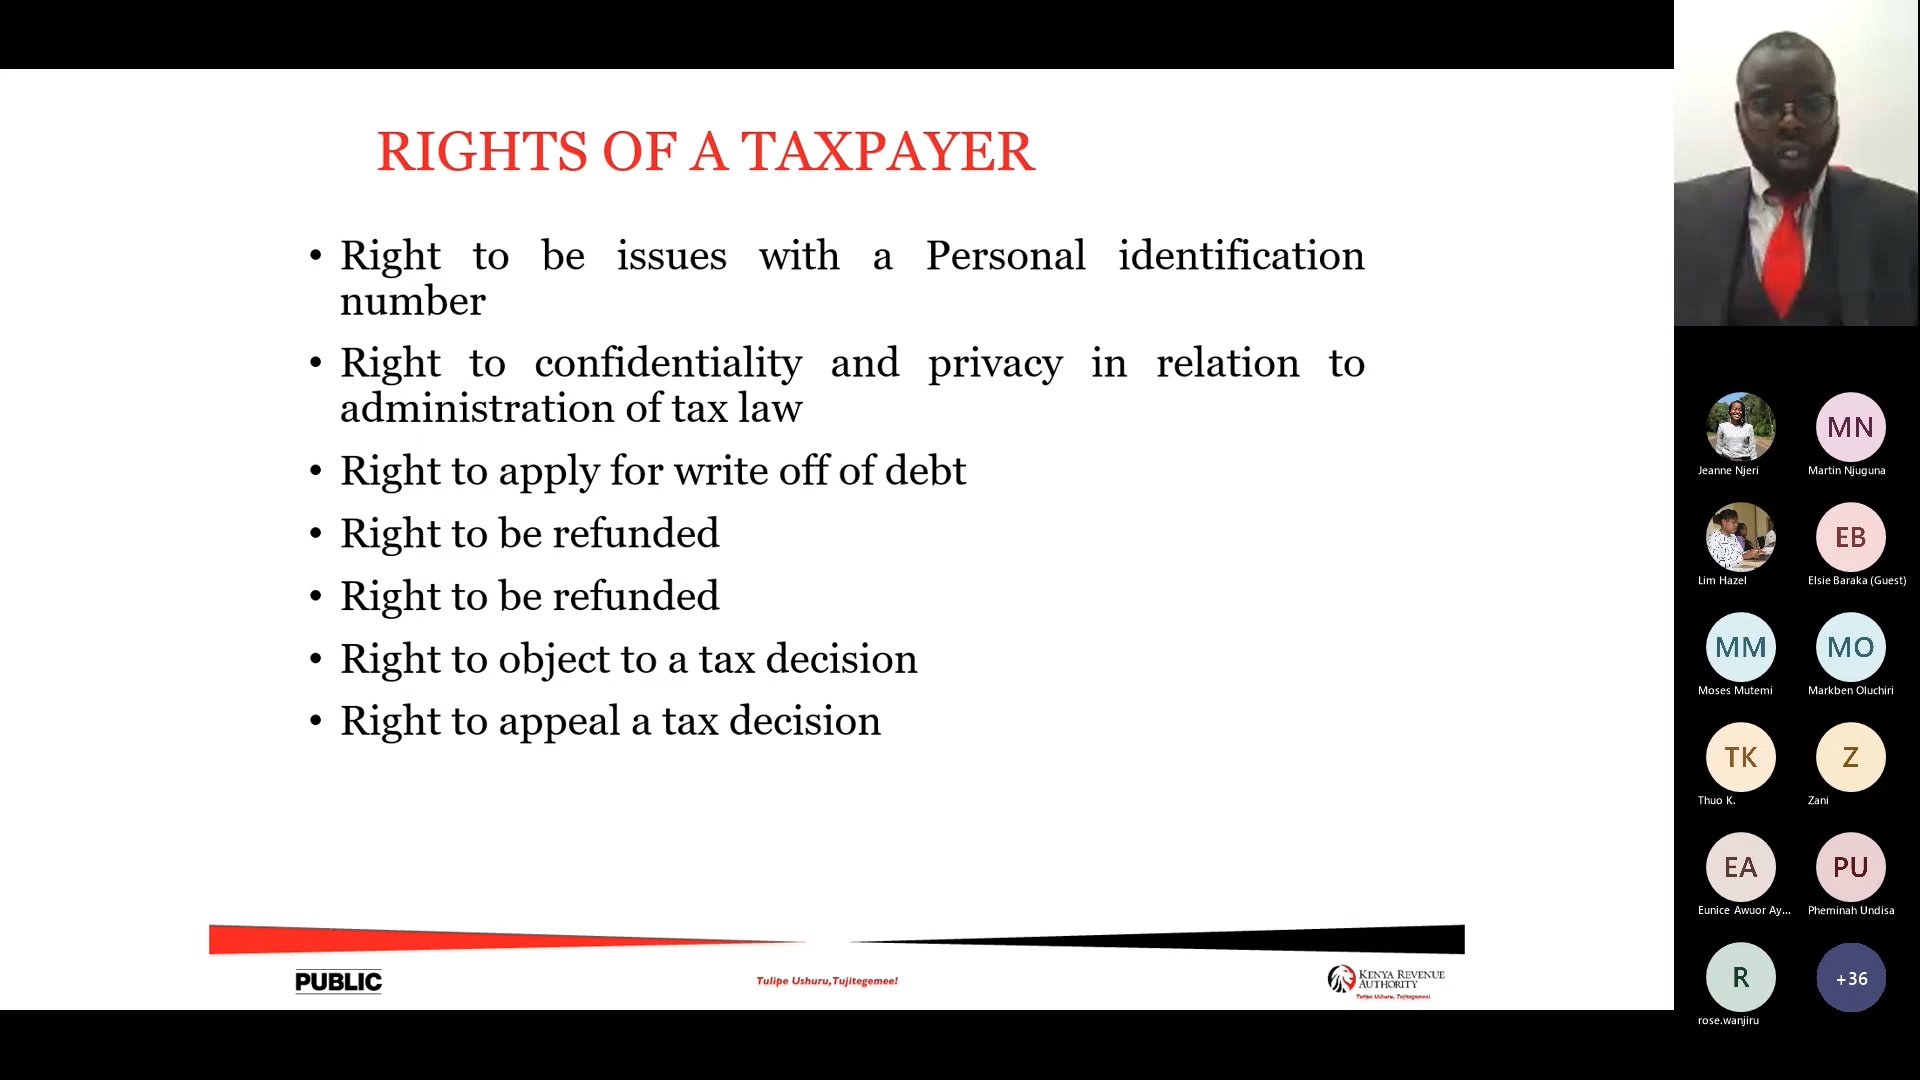 RIGHTS OF A TAXPAYER
• Right to be issues with a Personal identification
number
• Right to confidentiality and privacy in relation to
administration of tax law
• Right to apply for write off of debt
• Right to be refunded
• Right to be refunded
• Right to object to a tax decision
• Right to appeal a tax decision
PUBLIC
Tulipe Ushuru, Tujitegemee!
KENYA REVENUE
AUTHORITY
Tulipe Ushuru, Tujitegemee!
Jeanne Njeri
MN
Martin Njuguna
Lim Hazel
EB
Elsie Baraka (Guest)
MM
Moses Mutemi
MO
Markben Oluchiri
TK
Thuo K.
Z
Zani
EA
Eunice Awuor Ay...
PU
Pheminah Undisa
R
rose.wanjiru
+36